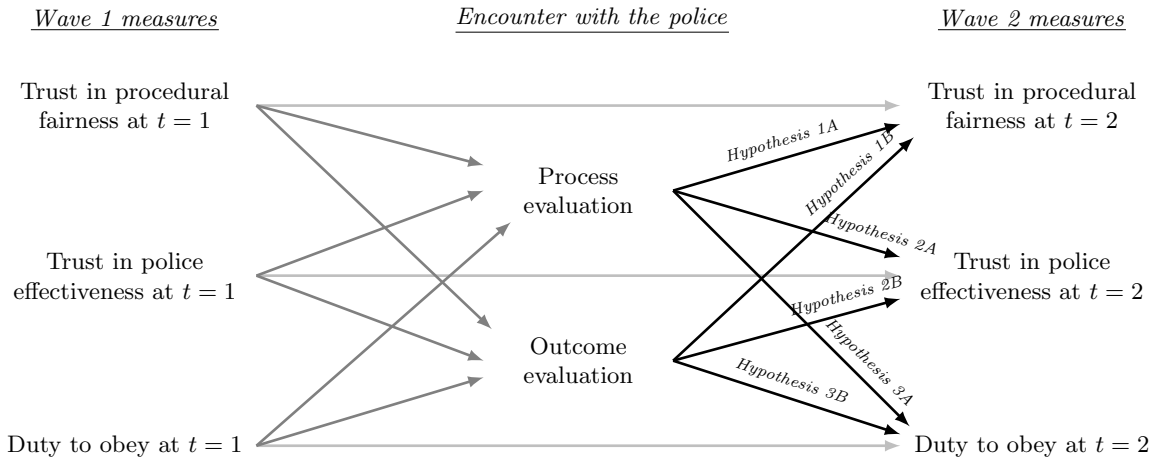 Wave 1 measures
Encounter with the police
Wave 2 measures
Trust in procedural
fairness at t = 1
Trust in procedural
fairness at t = 2
Hypothesis 1A
Hypothesis 1B
Process
evaluation
Hypothesis 2A
Trust in police
effectiveness at t = 1
Trust in police
effectiveness at t = 2
Hypothesis 2B
Outcome
evaluation
Hypothesis 3A
Hypothesis 3B
Duty to obey at t = 1
Duty to obey at t = 2